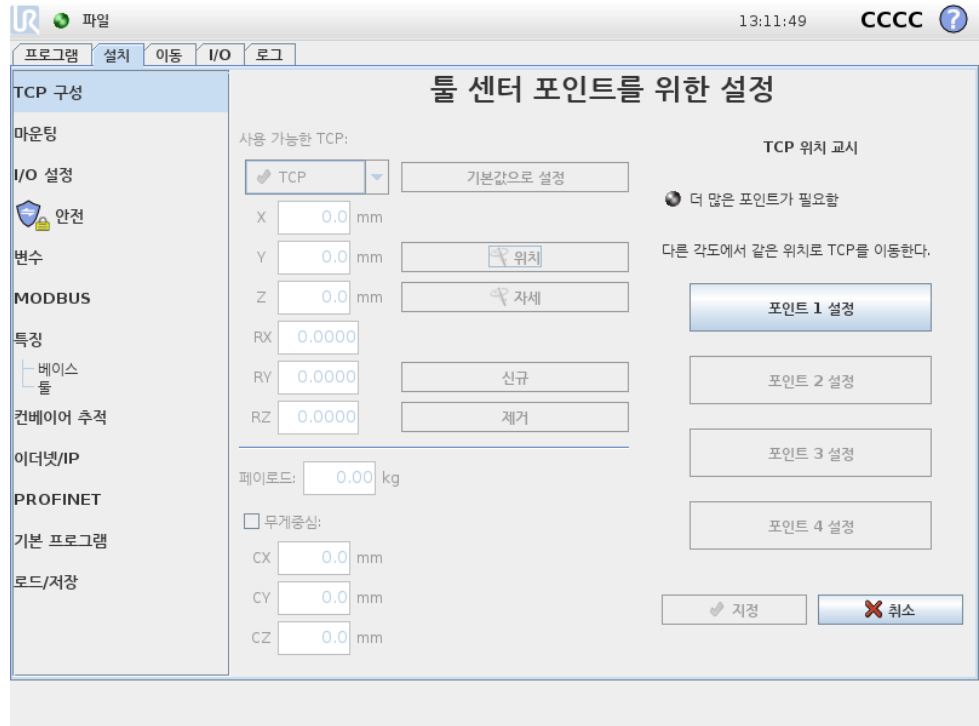 UR 파일 13:11:49 CCCC ?
프로그램 설치 이동 I/O 로그
TCP 구성
마운팅
I/O 설정
안전
변수
MODBUS
특징
베이스
툴
컨베이어 추적
이더넷/IP
PROFINET
기본 프로그램
로드/저장
툴 센터 포인트를 위한 설정
사용 가능한 TCP:
TCP 기본값으로 설정
X 0.0 mm
Y 0.0 mm 위치
Z 0.0 mm 자세
RX 0.0000
RY 0.0000 신규
RZ 0.0000 제거
페이로드: 0.00 kg
무게중심:
CX 0.0 mm
CY 0.0 mm
CZ 0.0 mm
TCP 위치 교시
더 많은 포인트가 필요함
다른 각도에서 같은 위치로 TCP를 이동한다.
포인트 1 설정
포인트 2 설정
포인트 3 설정
포인트 4 설정
지정 취소